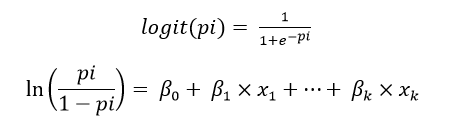 logit(pi) = 1/(1+e^-pi)
ln(pi/(1 − pi)) = β₀ + β₁ × x₁ + ⋯ + βₖ × xₖ